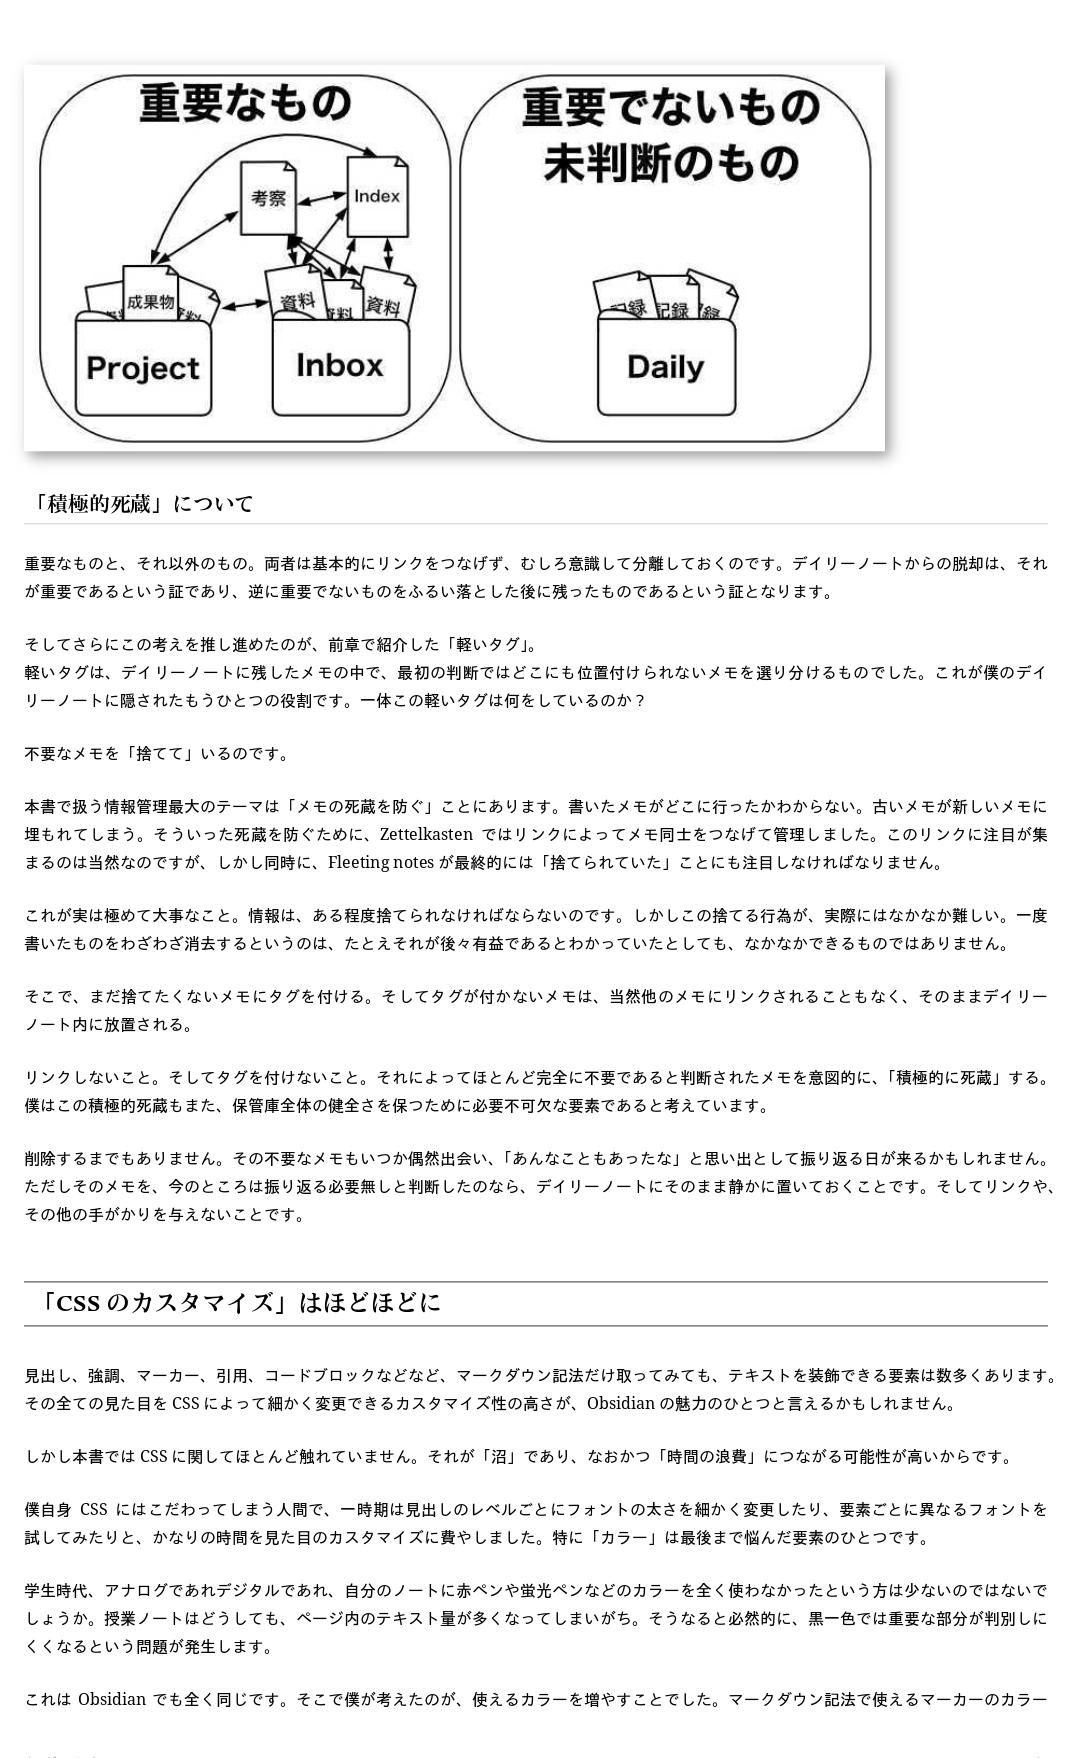 重要なもの
重要でないもの
未判断のもの
考察
Index
成果物
資料
資料
Project
Inbox
記録
Daily
「積極的死蔵」について
重要なものと、それ以外のもの。両者は基本的にリンクをつなげず、むしろ意識して分離しておくのです。デイリーノートからの脱却は、それ
が重要であるという証であり、逆に重要でないものをふるい落とした後に残ったものであるという証となります。
そしてさらにこの考えを推し進めたのが、前章で紹介した「軽いタグ」。
軽いタグは、デイリーノートに残したメモの中で、最初の判断ではどこにも位置付けられないメモを選り分けるものでした。これが僕のデイ
リーノートに隠されたもうひとつの役割です。一体この軽いタグは何をしているのか？
不要なメモを「捨てて」いるのです。
本書で扱う情報管理最大のテーマは「メモの死蔵を防ぐ」ことにあります。書いたメモがどこに行ったかわからない。古いメモが新しいメモに
埋もれてしまう。そういった死蔵を防ぐために、Zettelkasten ではリンクによってメモ同士をつなげて管理しました。このリンクに注目が集
まるのは当然なのですが、しかし同時に、Fleeting notes が最終的には「捨てられていた」ことにも注目しなければなりません。
これが実は極めて大事なこと。情報は、ある程度捨てられなければならないのです。しかしこの捨てる行為が、実際にはなかなか難しい。一度
書いたものをわざわざ消去するというのは、たとえそれが後々有益であるとわかっていたとしても、なかなかできるものではありません。
そこで、まだ捨てたくないメモにタグを付ける。そしてタグが付かないメモは、当然他のメモにリンクされることもなく、そのままデイリー
ノート内に放置される。
リンクしないこと。そしてタグを付けないこと。それによってほとんど完全に不要であると判断されたメモを意図的に、「積極的に死蔵」する。
僕はこの積極的死蔵もまた、保管庫全体の健全さを保つために必要不可欠な要素であると考えています。
削除するまでもありません。その不要なメモもいつか偶然出会い、「あんなこともあったな」と思い出として振り返る日が来るかもしれません。
ただしそのメモを、今のところは振り返る必要無しと判断したのなら、デイリーノートにそのまま静かに置いておくことです。そしてリンクや、
その他の手がかりを与えないことです。
「CSS のカスタマイズ」はほどほどに
見出し、強調、マーカー、引用、コードブロックなどなど、マークダウン記法だけ取ってみても、テキストを装飾できる要素は数多くあります。
その全ての見た目を CSS によって細かく変更できるカスタマイズ性の高さが、Obsidian の魅力のひとつと言えるかもしれません。
しかし本書では CSS に関してほとんど触れていません。それが「沼」であり、なおかつ「時間の浪費」につながる可能性が高いからです。
僕自身 CSS にはこだわってしまう人間で、一時期は見出しのレベルごとにフォントの太さを細かく変更したり、要素ごとに異なるフォントを
試してみたりと、かなりの時間を見た目のカスタマイズに費やしました。特に「カラー」は最後まで悩んだ要素のひとつです。
学生時代、アナログであれデジタルであれ、自分のノートに赤ペンや蛍光ペンなどのカラーを全く使わなかったという方は少ないのではないで
しょうか。授業ノートはどうしても、ページ内のテキスト量が多くなってしまいがち。そうなると必然的に、黒一色では重要な部分が判別しに
くくなるという問題が発生します。
これは Obsidian でも全く同じです。そこで僕が考えたのが、使えるカラーを増やすことでした。マークダウン記法で使えるマーカーのカラー